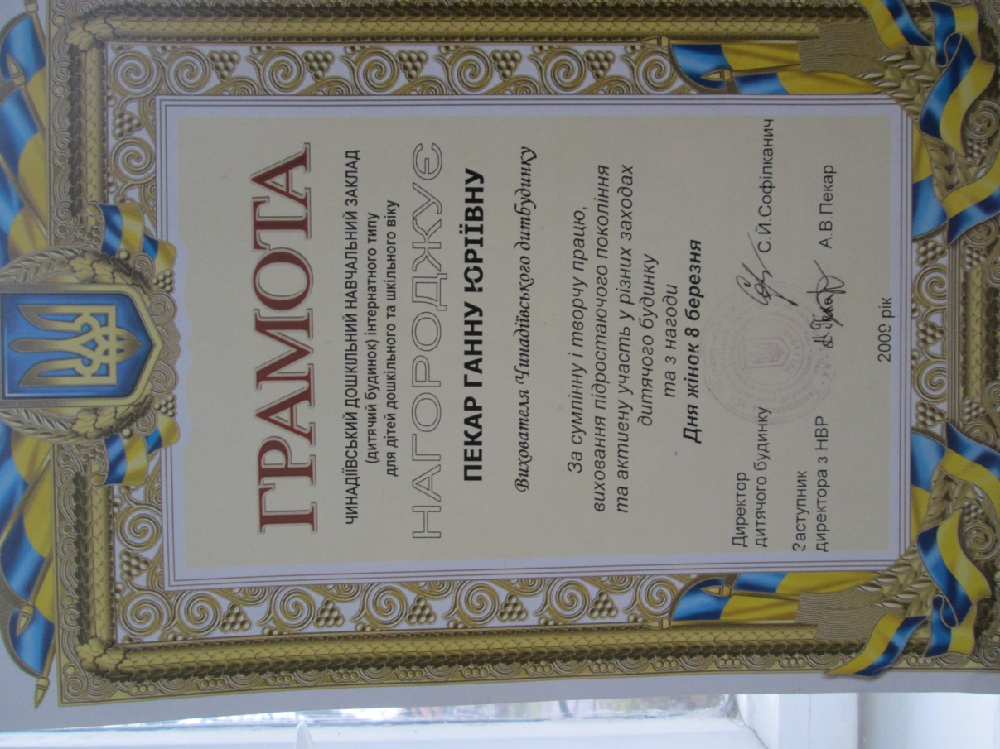 ГРАМОТА
ЧИНАДІЇВСЬКИЙ ДОШКІЛЬНИЙ НАВЧАЛЬНИЙ ЗАКЛАД
(дитячий будинок) інтернатного типу
для дітей дошкільного та шкільного віку
НАГОРОДЖУЄ
ПЕКАР ГАННУ ЮРІЇВНУ
Вихователя Чинадіївського дитбудинку
За сумлінну і творчу працю,
виховання підростаючого покоління
та активну участь у різних заходах
дитячого будинку
та з нагоди
Дня жінок 8 березня
Директор
дитячого будинку С.Й.Софілканич
Заступник
директора з НВР А.В.Пекар
2009 рік